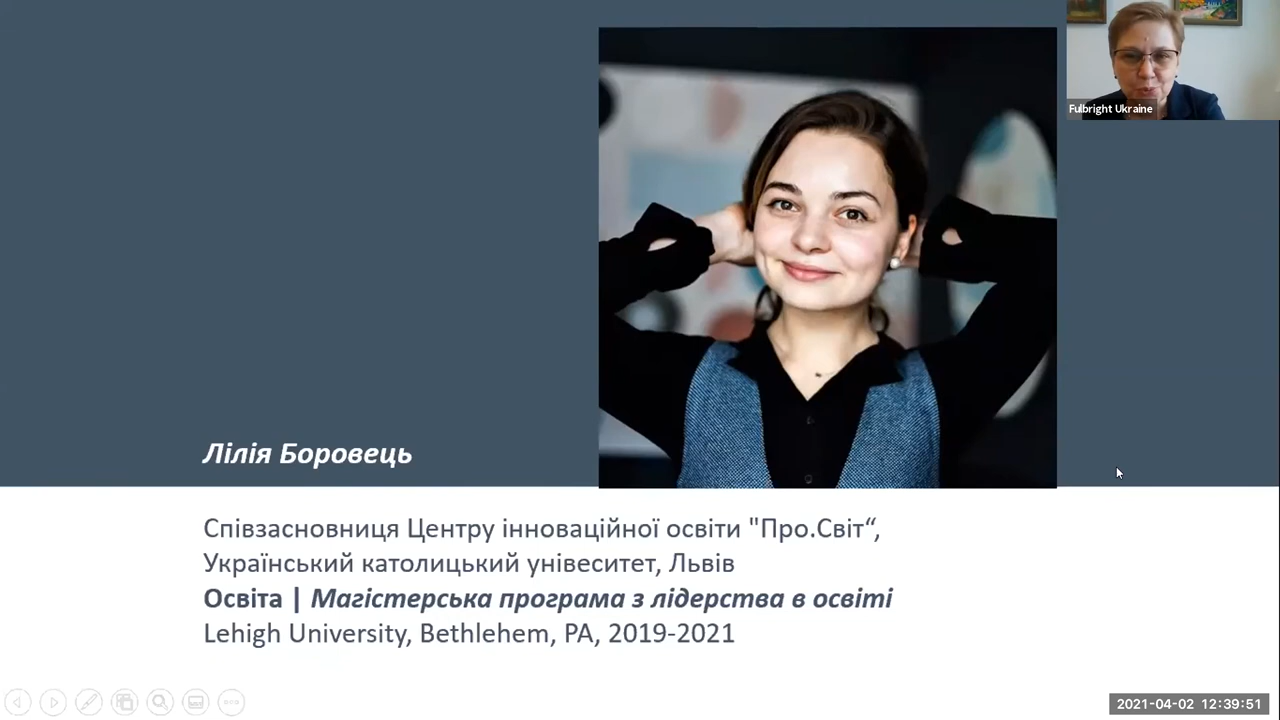 Fulbright Ukraine
Лілія Боровець
Співзасновниця Центру інноваційної освіти "Про.Світ“,
Український католицький унівеситет, Львів
Освіта | Магістерська програма з лідерства в освіті
Lehigh University, Bethlehem, PA, 2019-2021
2021-04-02 12:39:51